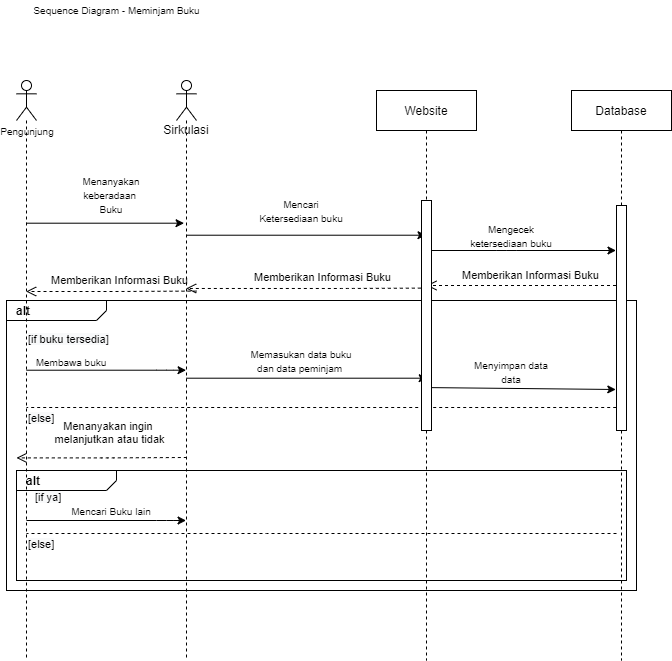 Sequence Diagram - Meminjam Buku
Pengunjung
Sirkulasi
Website
Database
Menanyakan
keberadaan
Buku
Mencari
Ketersediaan buku
Mengecek
ketersediaan buku
Memberikan Informasi Buku
Memberikan Informasi Buku
Memberikan Informasi Buku
alt
[if buku tersedia]
Membawa buku
Memasukan data buku
dan data peminjam
Menyimpan data
data
[else]
Menanyakan ingin
melanjutkan atau tidak
alt
[if ya]
Mencari Buku lain
[else]